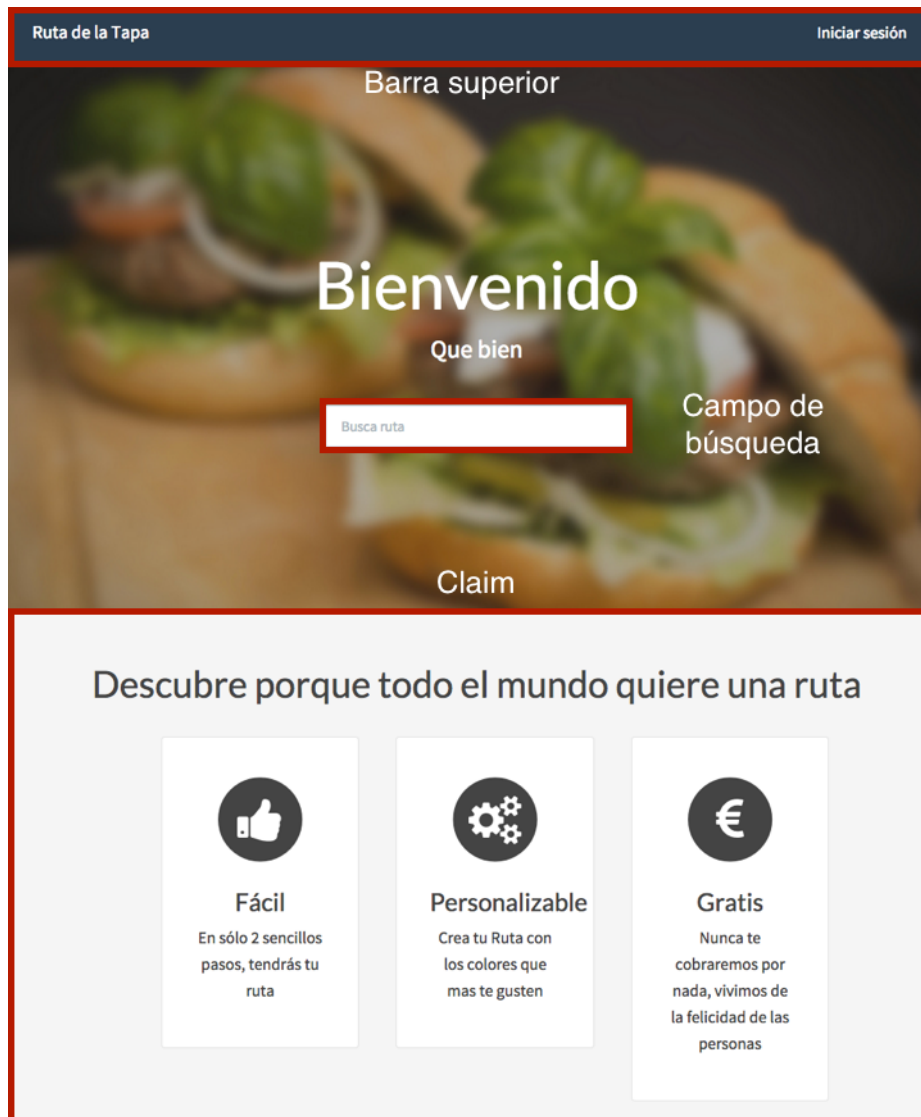 Ruta de la Tapa
Iniciar sesión
Barra superior
Bienvenido
Que bien
Busca ruta
Campo de
búsqueda
Claim
Descubre porque todo el mundo quiere una ruta
Fácil
En sólo 2 sencillos
pasos, tendrás tu
ruta
Personalizable
Crea tu Ruta con
los colores que
mas te gusten
€
Gratis
Nunca te
cobraremos por
nada, vivimos de
la felicidad de las
personas